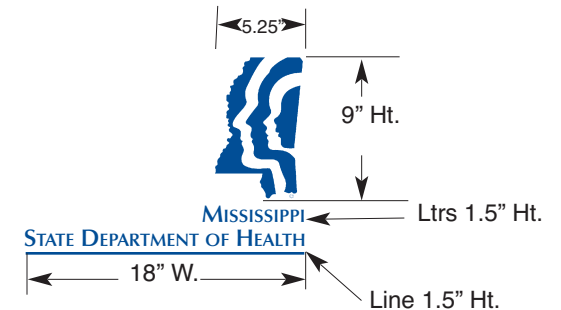 5.25”
9” Ht.
MISSISSIPPI
Ltrs 1.5” Ht.
STATE DEPARTMENT OF HEALTH
18” W.
Line 1.5” Ht.